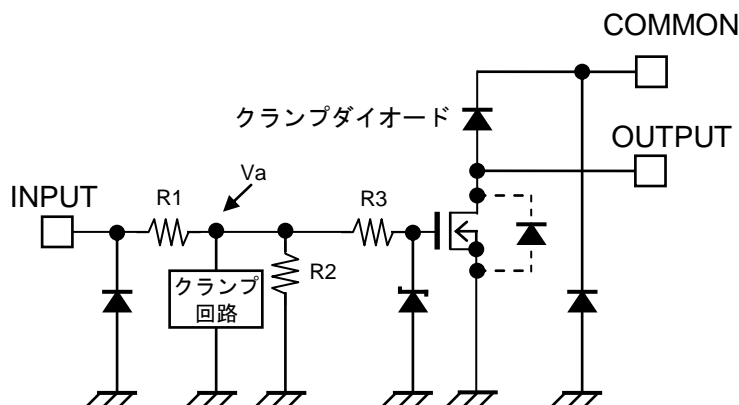 COMMON
クランプダイオード
OUTPUT
INPUT
R1
Va
R3
R2
クランプ
回路